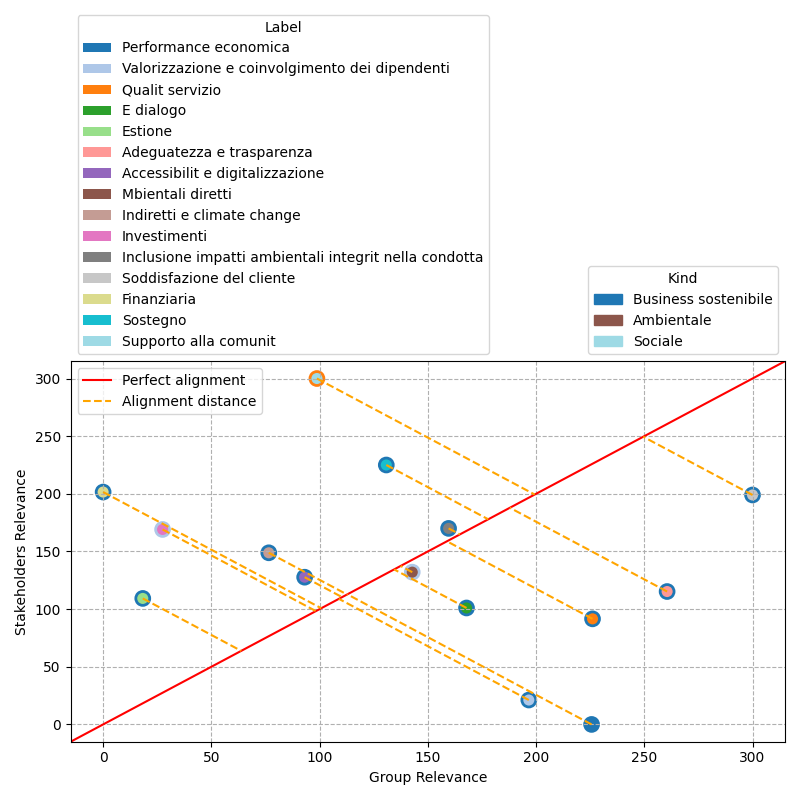 Label
Performance economica
Valorizzazione e coinvolgimento dei dipendenti
Qualit servizio
E dialogo
Estione
Adeguatezza e trasparenza
Accessibilit e digitalizzazione
Mbientali diretti
Indiretti e climate change
Investimenti
Inclusione impatti ambientali integrit nella condotta
Soddisfazione del cliente
Finanziaria
Sostegno
Supporto alla comunit
Kind
Business sostenibile
Ambientale
Sociale
Perfect alignment
Alignment distance
300
250
200
150
100
50
0
Stakeholders Relevance
0 50 100 150 200 250 300
Group Relevance